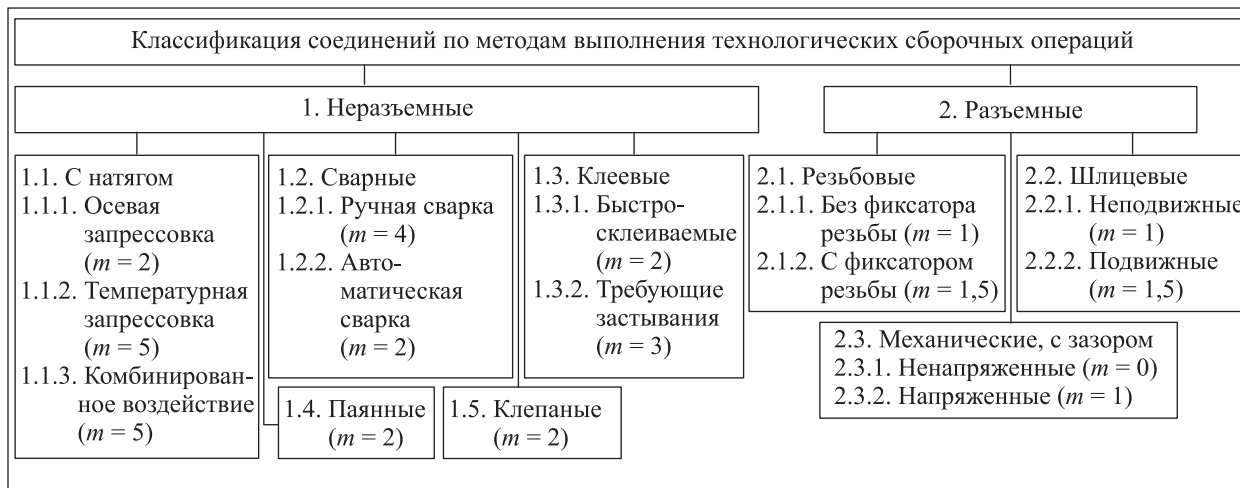 Классификация соединений по методам выполнения технологических сборочных операций
1. Неразъемные
2. Разъемные
1.1. С натягом
1.1.1. Осевая
запрессовка
(m = 2)
1.1.2. Температурная
запрессовка
(m = 5)
1.1.3. Комбинирован-
ное воздействие
(m = 5)
1.2. Сварные
1.2.1. Ручная сварка
(m = 4)
1.2.2. Авто-
матическая
сварка
(m = 2)
1.3. Клеевые
1.3.1. Быстро-
склеиваемые
(m = 2)
1.3.2. Требующие
застывания
(m = 3)
1.4. Паянные
(m = 2)
1.5. Клепаные
(m = 2)
2.1. Резьбовые
2.1.1. Без фиксатора
резьбы (m = 1)
2.1.2. С фиксатором
резьбы (m = 1,5)
2.2. Шлицевые
2.2.1. Неподвижные
(m = 1)
2.2.2. Подвижные
(m = 1,5)
2.3. Механические, с зазором
2.3.1. Ненапряженные (m = 0)
2.3.2. Напряженные (m = 1)